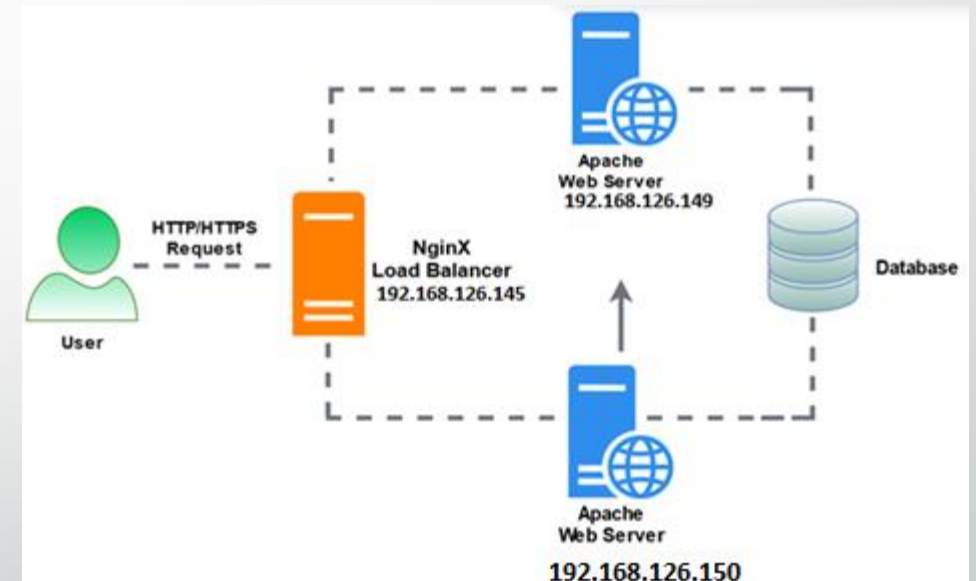 Apache
Web Server
192.168.126.149
HTTP/HTTPS
Request
NginX
Load Balancer
192.168.126.145
Database
User
Apache
Web Server
192.168.126.150